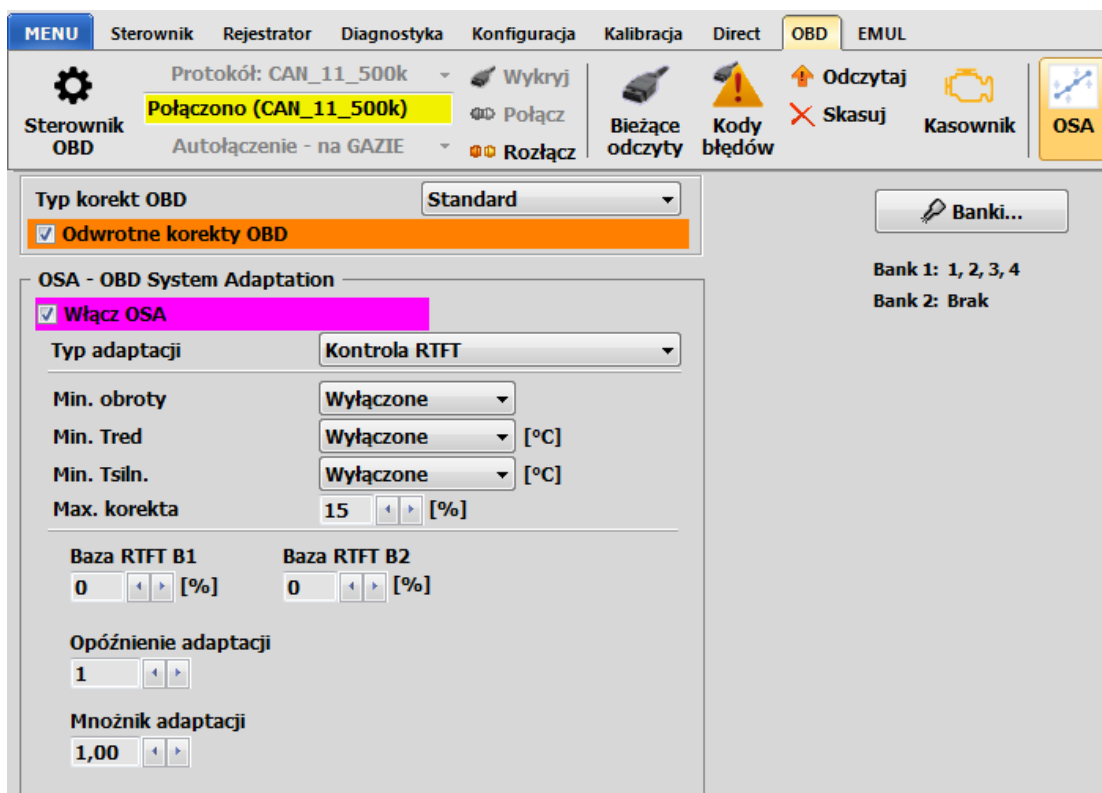 MENU Sterownik Rejestrator Diagnostyka Konfiguracja Kalibracja Direct OBD EMUL
Sterownik OBD
Protokół: CAN_11_500k
Połączono (CAN_11_500k)
Autołączenie - na GAZIE
Wykryj
Połącz
Rozłącz
Bieżące odczyty
Kody błędów
Odczytaj
Skasuj
Kasownik
OSA
Typ korekt OBD Standard
Odwrotne korekty OBD
Banki...
Bank 1: 1, 2, 3, 4
Bank 2: Brak
OSA - OBD System Adaptation
Włącz OSA
Typ adaptacji Kontrola RTFT
Min. obroty Wyłączone
Min. Tred Wyłączone [°C]
Min. Tsiln. Wyłączone [°C]
Max. korekta 15 [%]
Baza RTFT B1 Baza RTFT B2
0 [%] 0 [%]
Opóźnienie adaptacji
1
Mnożnik adaptacji
1,00